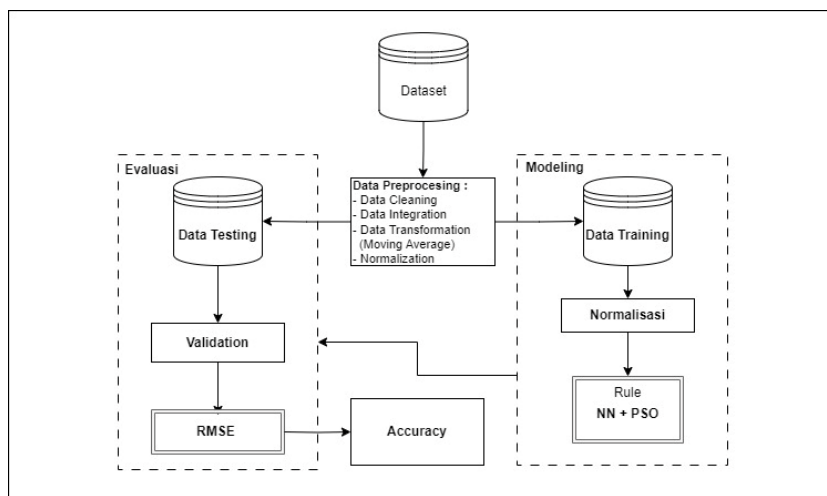 Dataset
Evaluasi
Modeling
Data Preprocesing :
- Data Cleaning
- Data Integration
- Data Transformation
(Moving Average)
- Normalization
Data Testing
Data Training
Validation
Normalisasi
RMSE
Accuracy
Rule
NN + PSO